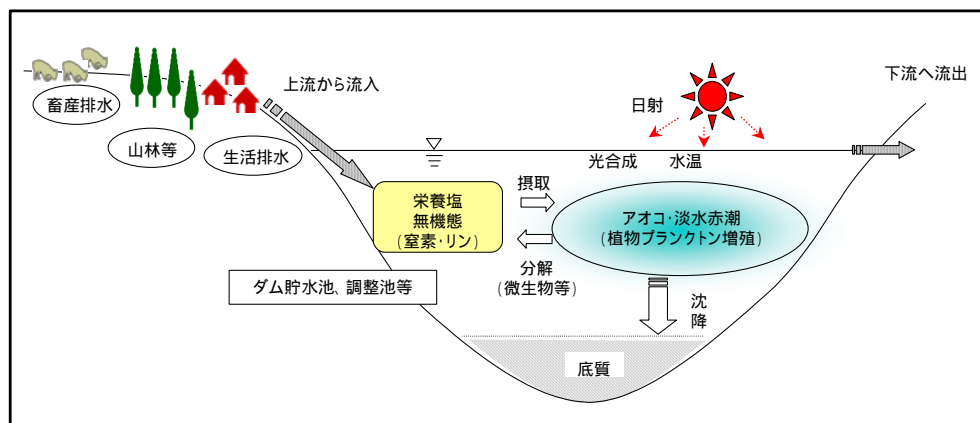 上流から流入
下流へ流出
日射
畜産排水
山林等
生活排水
光合成
水温
栄養塩
無機態
(窒素･リン)
摂取
アオコ･淡水赤潮
(植物プランクトン増殖)
分解
(微生物等)
ダム貯水池、調整池等
沈
降
底質